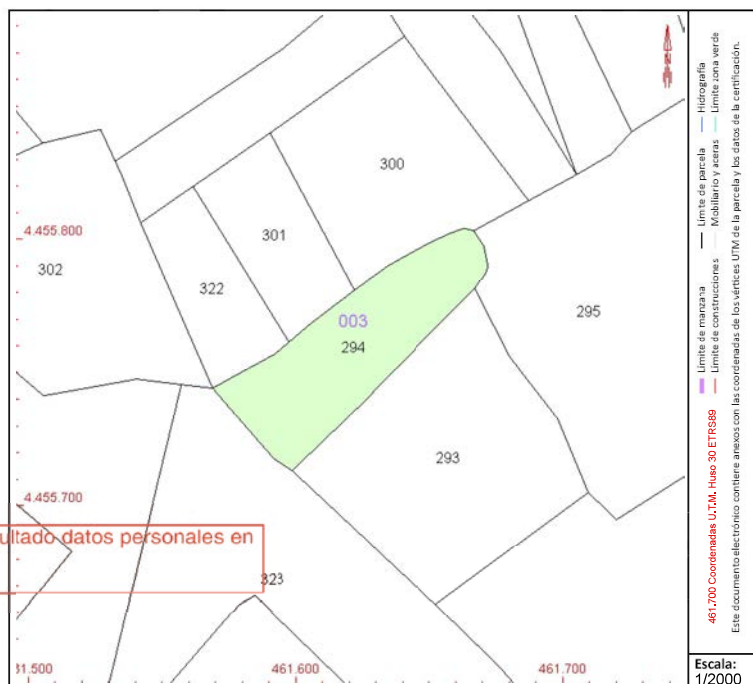 300
4.455.800
301
302
322
295
003
294
293
4.455.700
ultado datos personales en
323
31.500
461.600
461.700
Límite de manzana
Límite de parcela
Hidrografía
Límite de construcciones
Mobiliario y aceras
Límite zona verde
461.700 Coordenadas U.T.M. Huso 30 ETRS89
Este documento electrónico contiene anexos con las coordenadas de los vértices UTM de la parcela y los datos de la certificación.
Escala:
1/2000